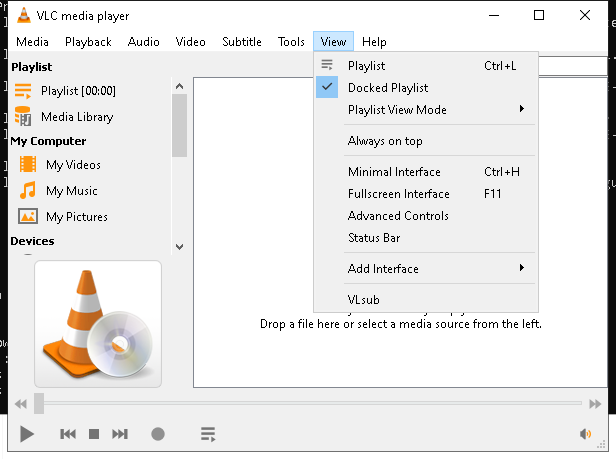 VLC media player
Media Playback Audio Video Subtitle Tools View Help
Playlist
Playlist [00:00]
Media Library
My Computer
My Videos
My Music
My Pictures
Devices
Playlist Ctrl+L
Docked Playlist
Playlist View Mode
Always on top
Minimal Interface Ctrl+H
Fullscreen Interface F11
Advanced Controls
Status Bar
Add Interface
VLsub
Drop a file here or select a media source from the left.